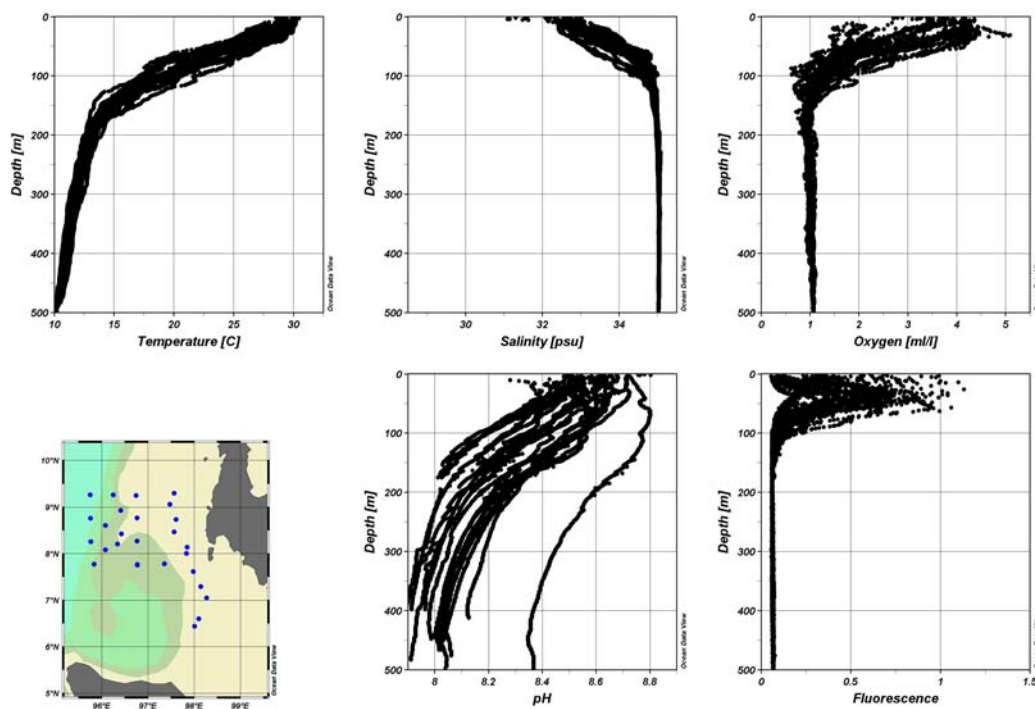 0
100
200
300
400
500
Depth [m]
10 15 20 25 30
Temperature [C]
Ocean Data View
0
100
200
300
400
500
Depth [m]
30 32 34
Salinity [psu]
Ocean Data View
0
100
200
300
400
500
Depth [m]
0 1 2 3 4 5
Oxygen [ml/l]
Ocean Data View
10°N
9°N
8°N
7°N
6°N
5°N
96°E 97°E 98°E 99°E
Ocean Data View
0
100
200
300
400
500
Depth [m]
8 8.2 8.4 8.6 8.8
pH
Ocean Data View
0
100
200
300
400
500
Depth [m]
0 0.5 1 1.5
Fluorescence
Ocean Data View